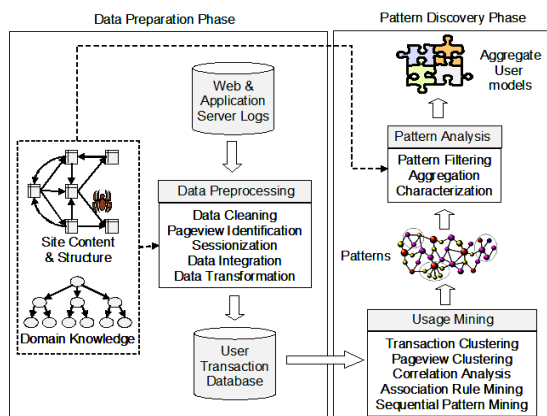 Data Preparation Phase
Pattern Discovery Phase
Web &
Application
Server Logs
Aggregate
User
models
Site Content
& Structure
Domain Knowledge
Data Preprocessing
Data Cleaning
Pageview Identification
Sessionization
Data Integration
Data Transformation
User
Transaction
Database
Pattern Analysis
Pattern Filtering
Aggregation
Characterization
Patterns
Usage Mining
Transaction Clustering
Pageview Clustering
Correlation Analysis
Association Rule Mining
Sequential Pattern Mining